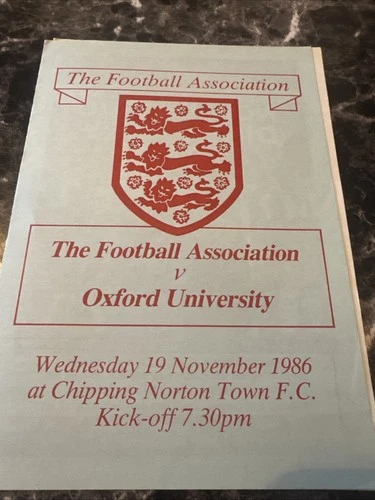 The Football Association
The Football Association
v
Oxford University
Wednesday 19 November 1986
at Chipping Norton Town F.C.
Kick-off 7.30pm